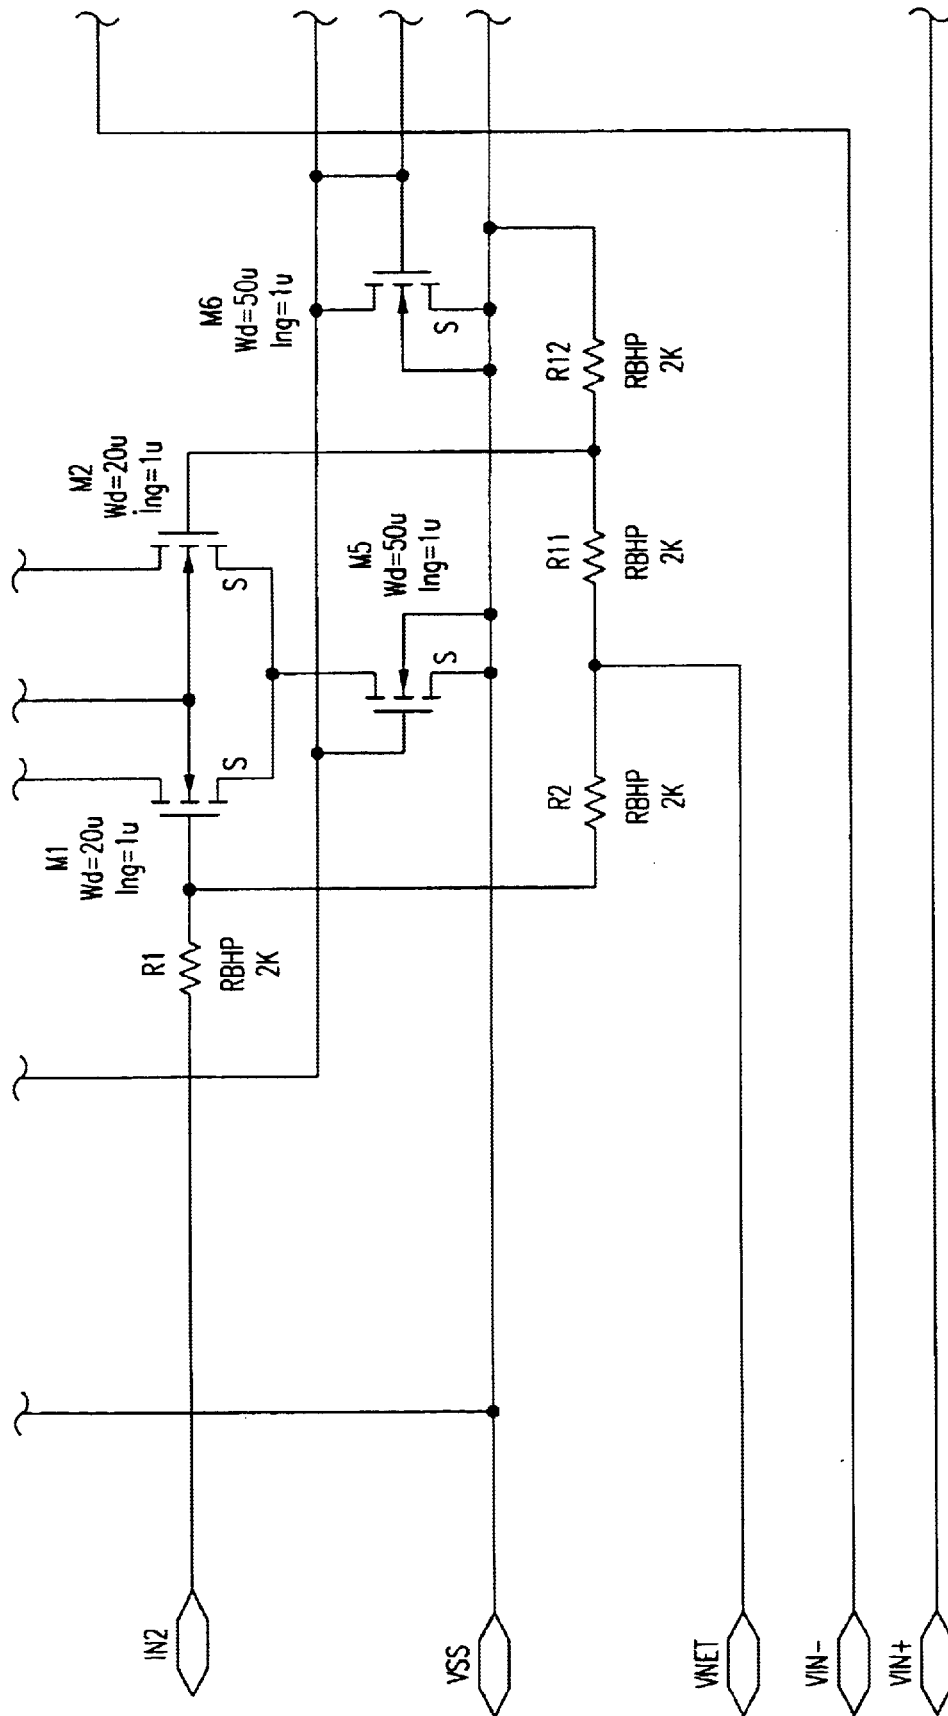 M6
Wd=50u
lng=1u
S
M2
Wd=20u
lng=1u
S
M5
Wd=50u
lng=1u
S
M1
Wd=20u
lng=1u
S
R1
RBHP
2K
R2
RBHP
2K
R11
RBHP
2K
R12
RBHP
2K
IN2
VSS
VNET
VIN-
VIN+